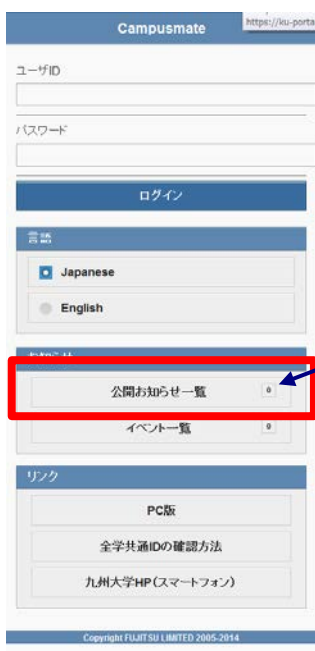 Campusmate
https://ku-porta
ユーザID
パスワード
ログイン
言語
Japanese
English
公開お知らせ一覧 0
イベント一覧 0
リンク
PC版
全学共通IDの確認方法
九州大学HP(スマートフォン)
Copyright FUJITSU LIMITED 2005-2014